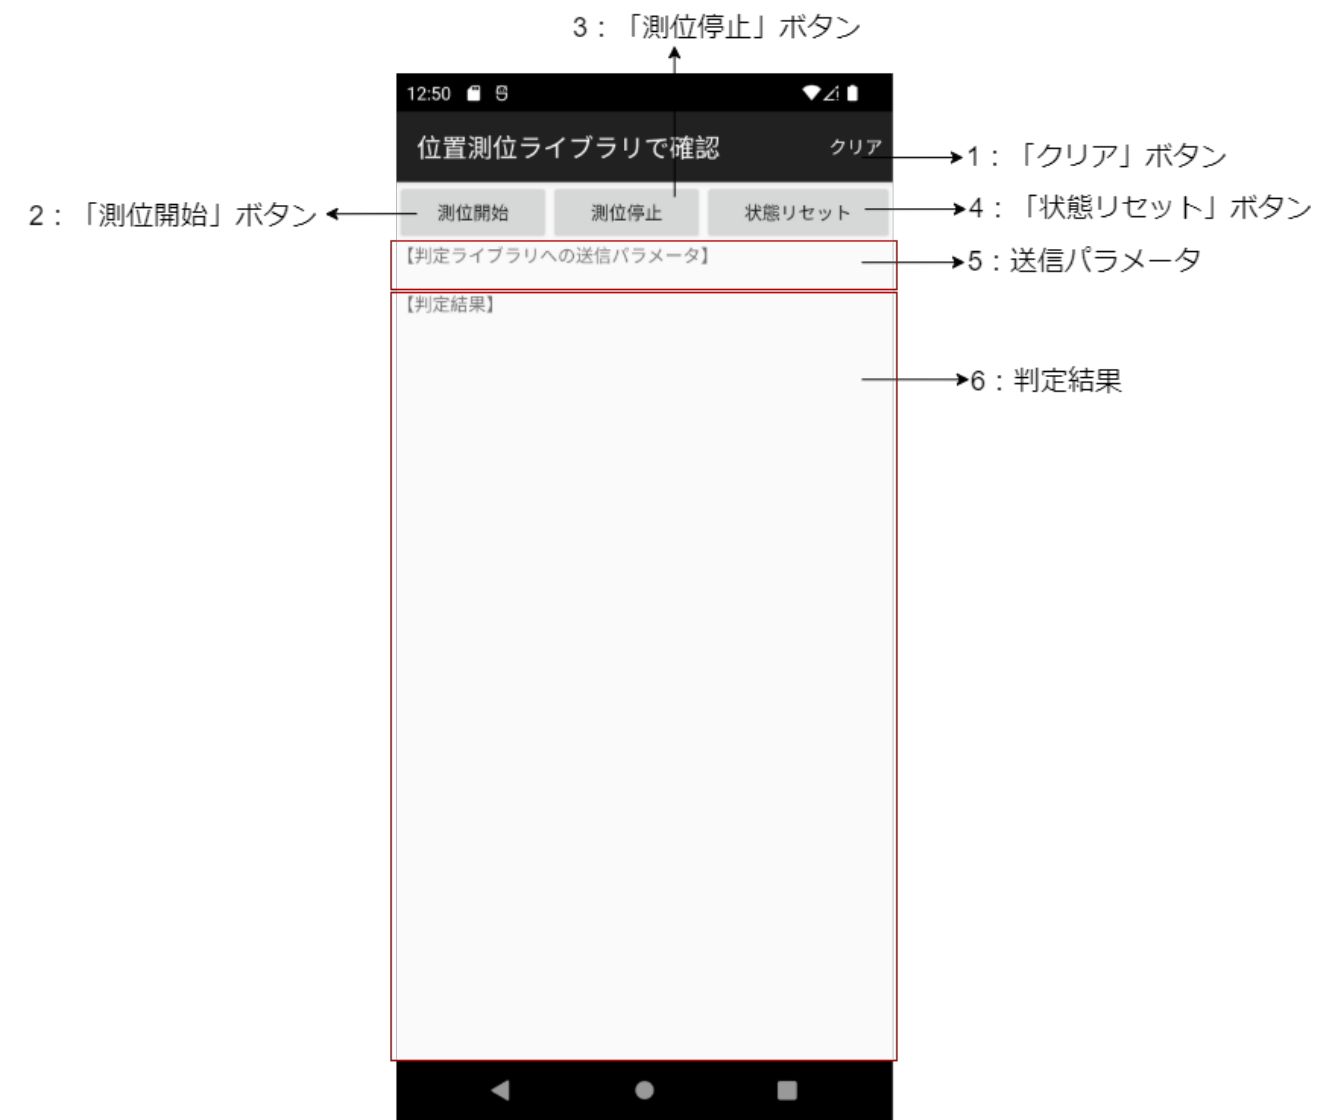 3：「測位停止」ボタン
12:50
位置測位ライブラリで確認
クリア
1：「クリア」ボタン
2：「測位開始」ボタン
測位開始
測位停止
状態リセット
4：「状態リセット」ボタン
【判定ライブラリへの送信パラメータ】
5：送信パラメータ
【判定結果】
6：判定結果